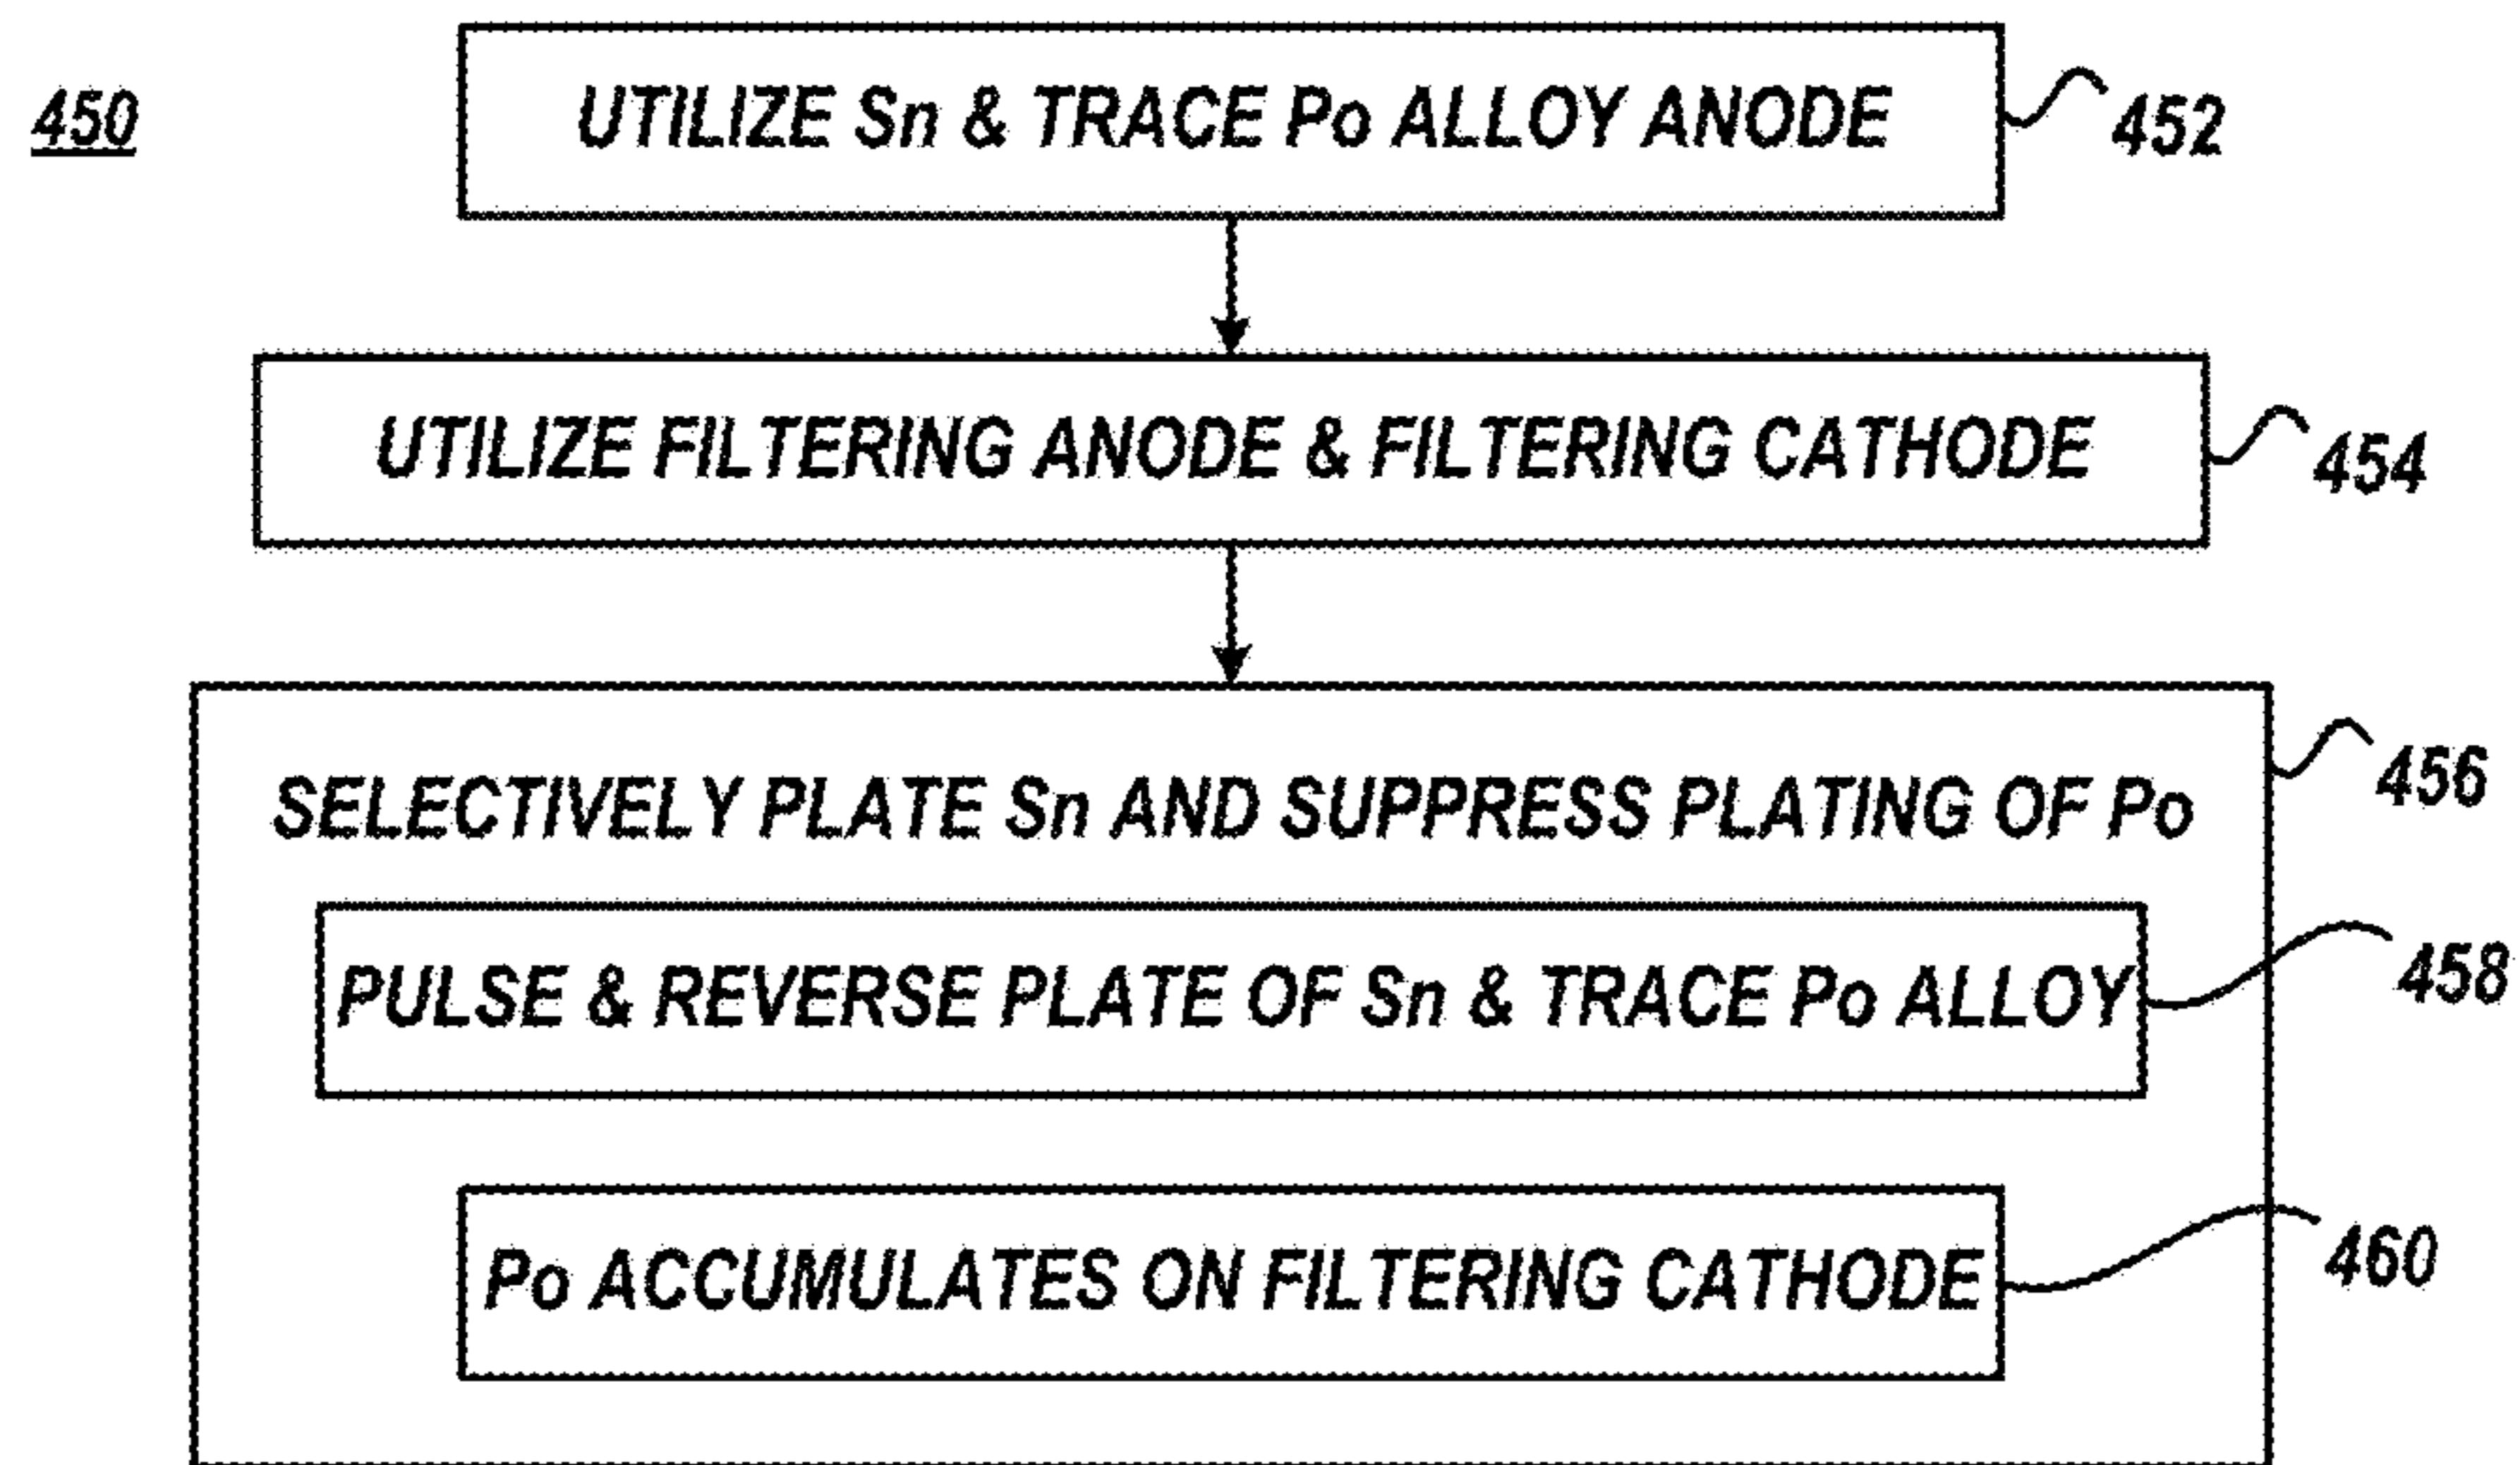 450
UTILIZE Sn & TRACE Po ALLOY ANODE
452
UTILIZE FILTERING ANODE & FILTERING CATHODE
454
SELECTIVELY PLATE Sn AND SUPPRESS PLATING OF Po
456
PULSE & REVERSE PLATE OF Sn & TRACE Po ALLOY
458
Po ACCUMULATES ON FILTERING CATHODE
460